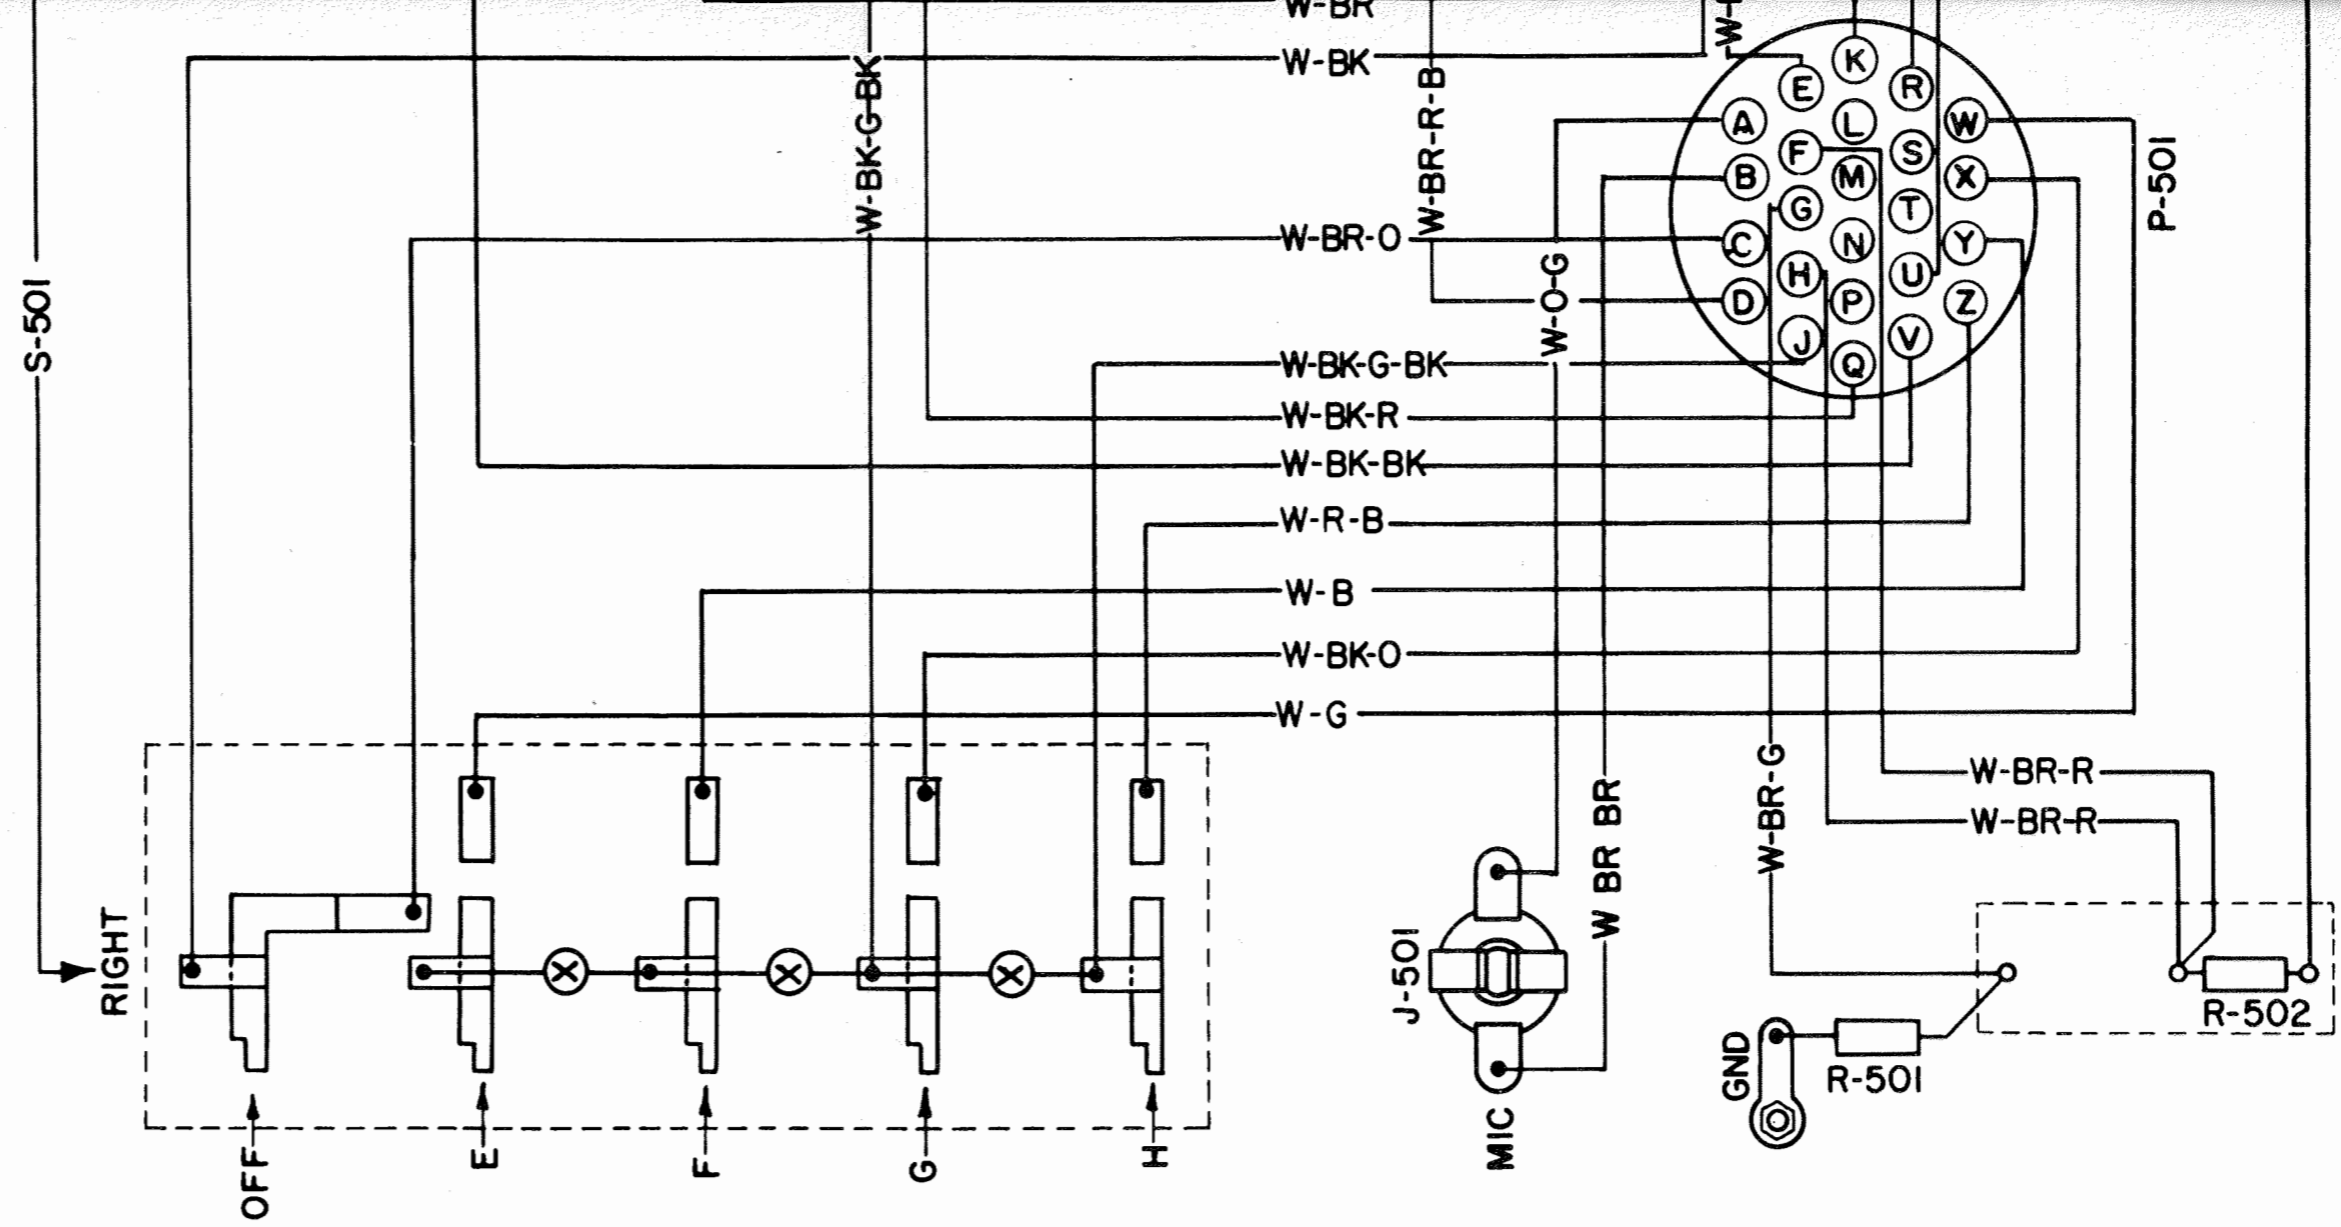 W-BR
W-BK
W-BK-G-BK
W-BR-R-B
K
E
R
A
L
W
F
S
B
M
X
G
T
P-501
W-BR-O
C
N
Y
H
U
D
P
Z
W-O-G
J
V
Q
S-501
W-BK-G-BK
W-BK-R
W-BK-BK
W-R-B
W-B
W-BK-O
W-G
W-BR-G
W BR BR
W-BR-R
W-BR-R
RIGHT
J-501
R-502
GND
R-501
MIC
OFF
E
F
G
H